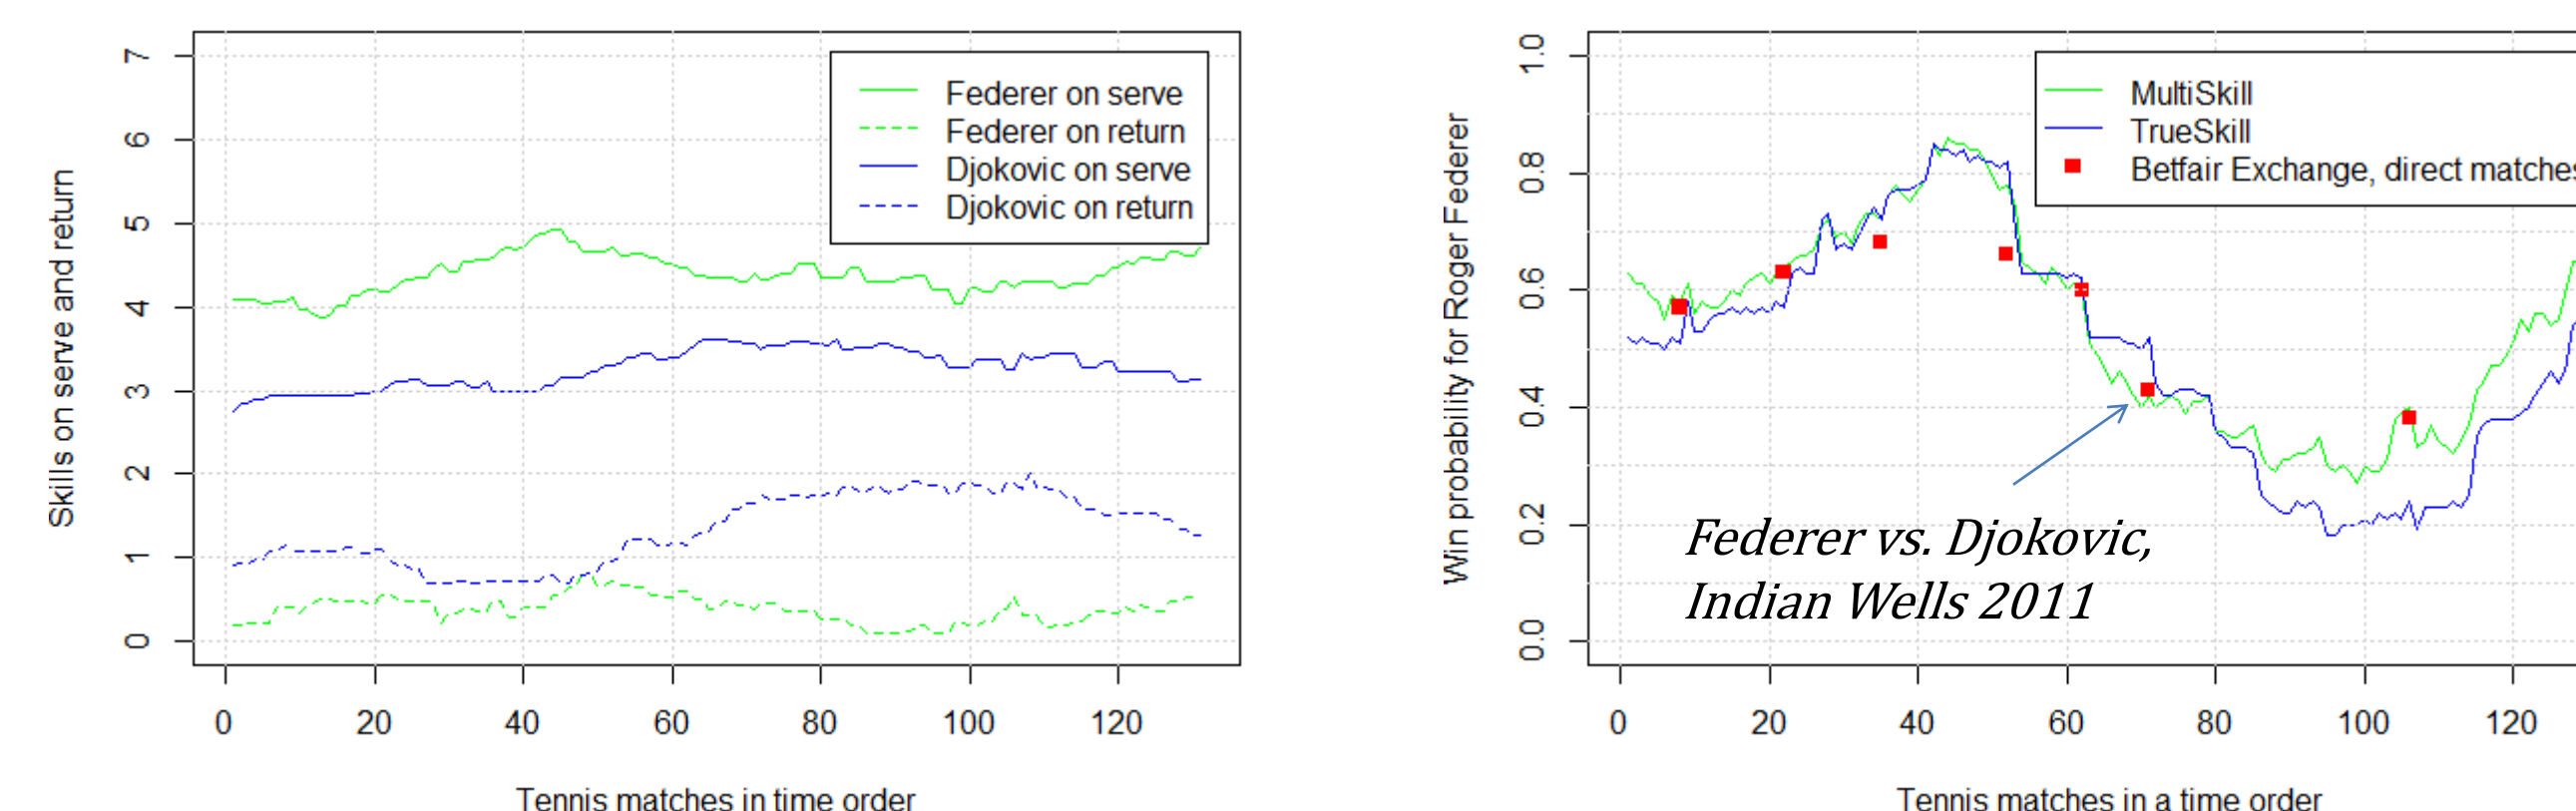 Skills on serve and return
7
6
5
4
3
2
1
0
Federer on serve
Federer on return
Djokovic on serve
Djokovic on return
0 20 40 60 80 100 120
Tennis matches in time order
Win probability for Roger Federer
1.0
0.8
0.6
0.4
0.2
0.0
MultiSkill
TrueSkill
Betfair Exchange, direct matches
Federer vs. Djokovic,
Indian Wells 2011
0 20 40 60 80 100 120
Tennis matches in a time order